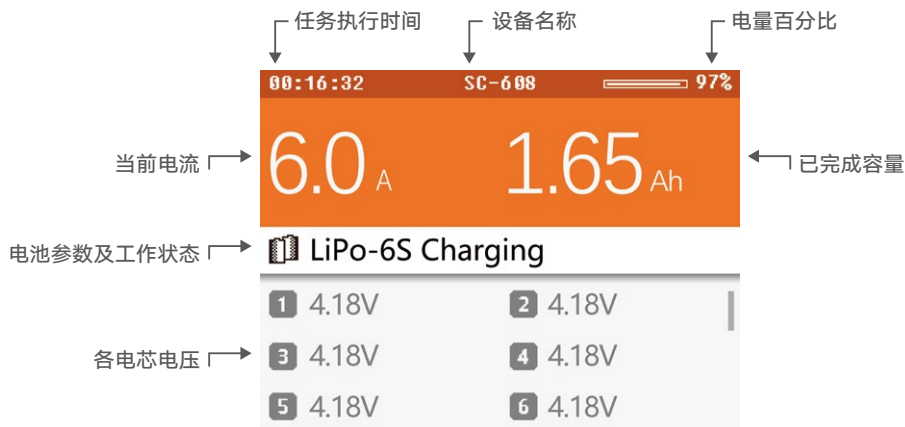 任务执行时间 设备名称 电量百分比
00:16:32 SC-608 97%
当前电流 6.0 A 1.65 Ah 已完成容量
电池参数及工作状态 LiPo-6S Charging
1 4.18V 2 4.18V
各电芯电压 3 4.18V 4 4.18V
5 4.18V 6 4.18V